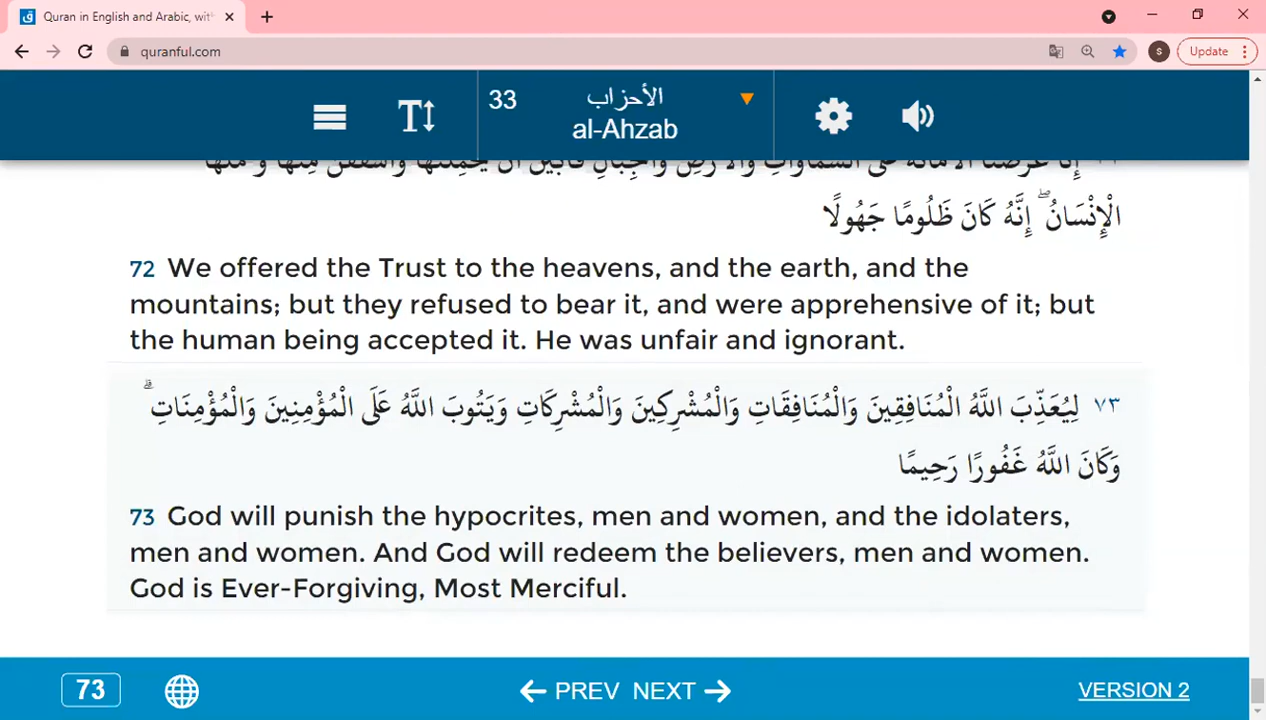 Quran in English and Arabic, wit
quranful.com
Update
33
الأحزاب
al-Ahzab
الْإِنْسَانُ ۖ إِنَّهُ كَانَ ظَلُومًا جَهُولًا
72 We offered the Trust to the heavens, and the earth, and the
mountains; but they refused to bear it, and were apprehensive of it; but
the human being accepted it. He was unfair and ignorant.
٧٣ لِيُعَذِّبَ اللَّهُ الْمُنَافِقِينَ وَالْمُنَافِقَاتِ وَالْمُشْرِكِينَ وَالْمُشْرِكَاتِ وَيَتُوبَ اللَّهُ عَلَى الْمُؤْمِنِينَ وَالْمُؤْمِنَاتِ ۗ
وَكَانَ اللَّهُ غَفُورًا رَحِيمًا
73 God will punish the hypocrites, men and women, and the idolaters,
men and women. And God will redeem the believers, men and women.
God is Ever-Forgiving, Most Merciful.
73
PREV NEXT
VERSION 2